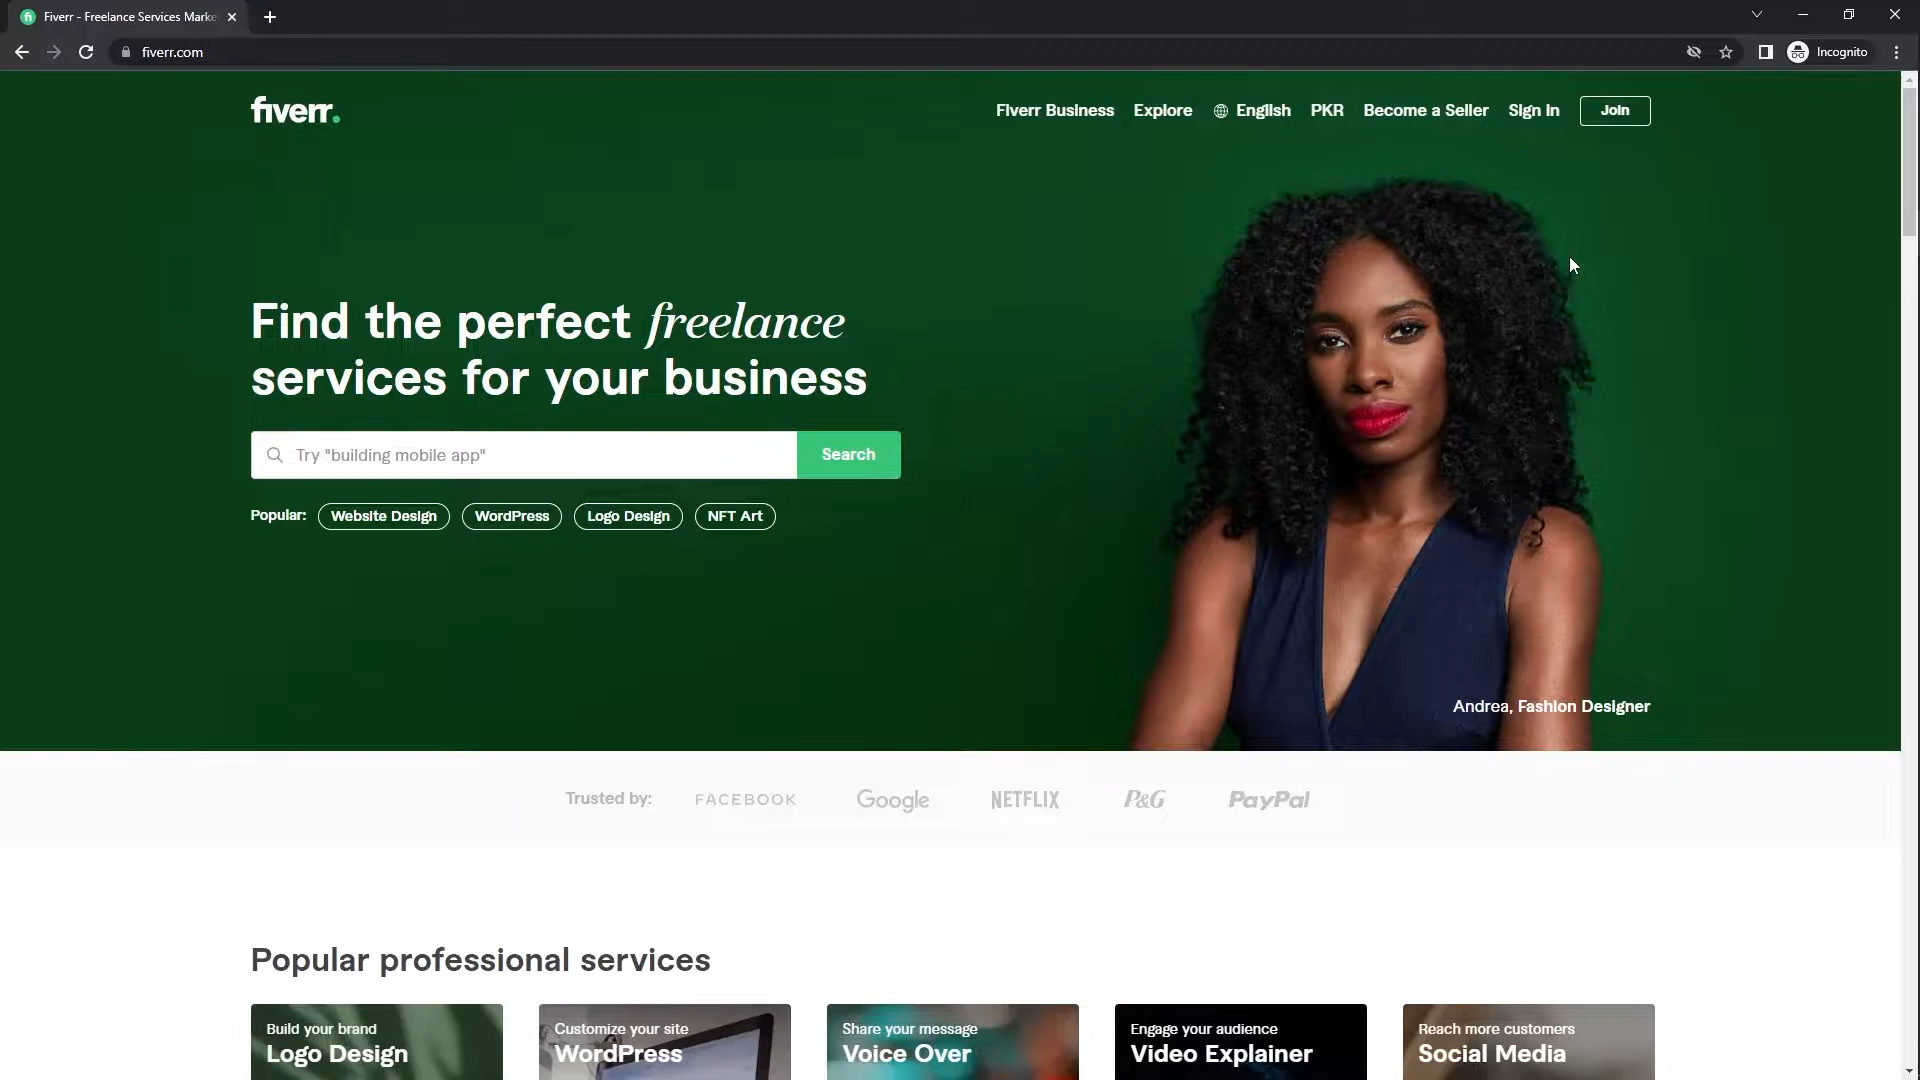 Fiverr - Freelance Services Marke
fiverr.com
Incognito
fiverr.
Fiverr Business
Explore
English
PKR
Become a Seller
Sign in
Join
Find the perfect freelance
services for your business
Try "building mobile app"
Search
Popular:
Website Design
WordPress
Logo Design
NFT Art
Andrea, Fashion Designer
Trusted by:
FACEBOOK
Google
NETFLIX
P&G
PayPal
Popular professional services
Build your brand
Logo Design
Customize your site
WordPress
Share your message
Voice Over
Engage your audience
Video Explainer
Reach more customers
Social Media